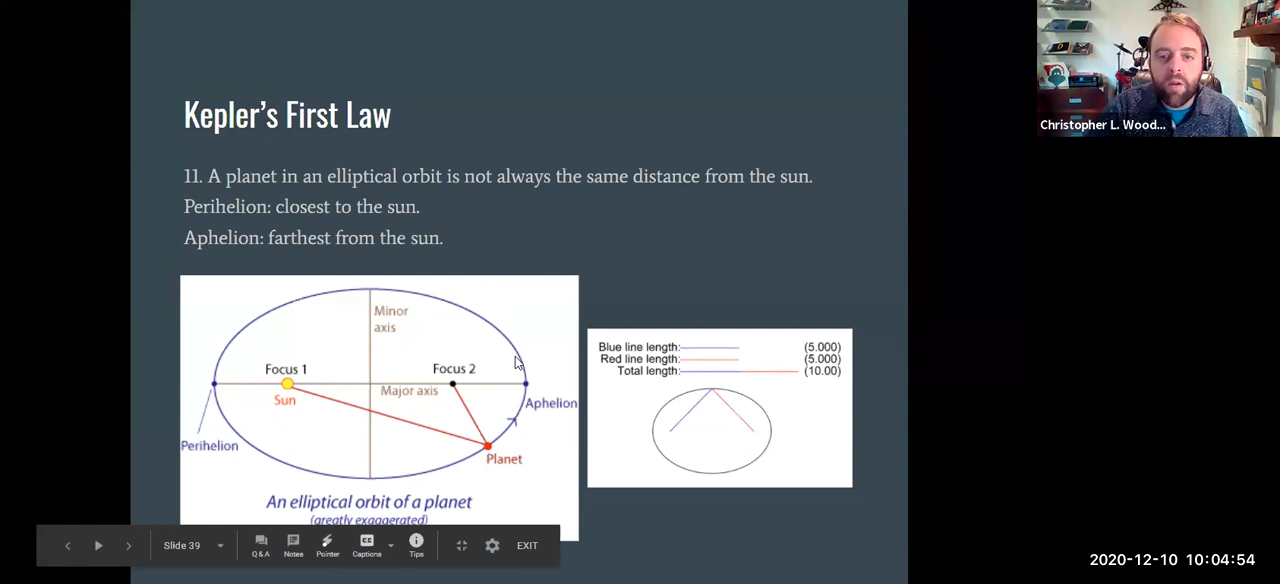 Christopher L. Wood...
Kepler's First Law
11. A planet in an elliptical orbit is not always the same distance from the sun.
Perihelion: closest to the sun.
Aphelion: farthest from the sun.
Minor
axis
Focus 1
Focus 2
Major axis
Sun
Aphelion
Perihelion
Planet
An elliptical orbit of a planet
(greatly exaggerated)
Blue line length: (5.000)
Red line length: (5.000)
Total length: (10.00)
Slide 39
Q & A
Notes
Pointer
CC
Captions
Tips
EXIT
2020-12-10 10:04:54